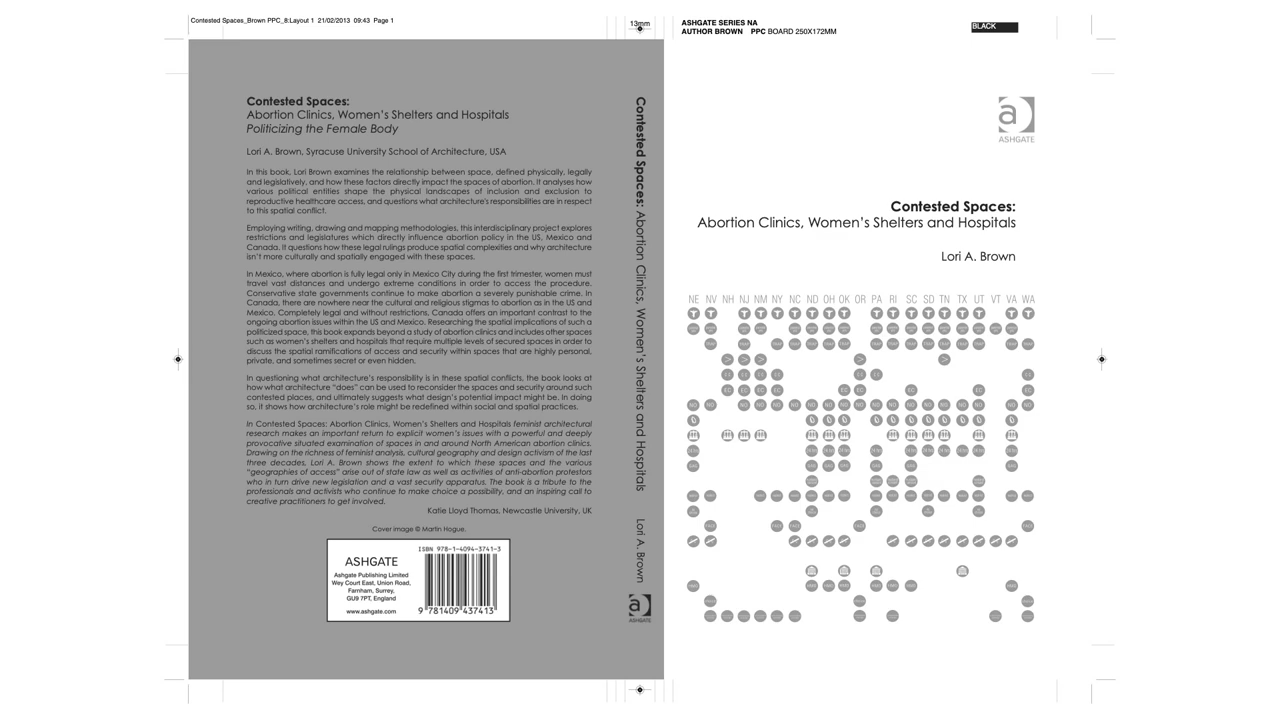 Contested Spaces_Brown PPC_8:Layout 1 21/02/2013 09:43 Page 1
13mm
ASHGATE SERIES NA
AUTHOR BROWN PPC BOARD 250X172MM
BLACK
Contested Spaces:
Abortion Clinics, Women's Shelters and Hospitals
Politicizing the Female Body
Lori A. Brown, Syracuse University School of Architecture, USA
In this book, Lori Brown examines the relationship between space, defined physically, legally
and legislatively, and how these factors directly impact the spaces of abortion. It analyses how
various political entities shape the physical landscapes of inclusion and exclusion to
reproductive healthcare access, and questions what architecture's responsibilities are in respect
to this spatial conflict.
Employing writing, drawing and mapping methodologies, this interdisciplinary project explores
restrictions and legislatures which directly influence abortion policy in the US, Mexico and
Canada. It questions how these legal rulings produce spatial complexities and why architecture
isn't more culturally and spatially engaged with these spaces.
In Mexico, where abortion is fully legal only in Mexico City during the first trimester, women must
travel vast distances and undergo extreme conditions in order to access the procedure.
Conservative state governments continue to make abortion a severely punishable crime. In
Canada, there are nowhere near the cultural and religious stigmas to abortion as in the US and
Mexico. Completely legal and without restrictions, Canada offers an important contrast to the
ongoing abortion issues within the US and Mexico. Researching the spatial implications of such a
politicized space, this book expands beyond a study of abortion clinics and includes other spaces
such as women's shelters and hospitals that require multiple levels of secured spaces in order to
discuss the spatial ramifications of access and security within spaces that are highly personal,
private, and sometimes secret or even hidden.
In questioning what architecture's responsibility is in these spatial conflicts, the book looks at
how what architecture "does" can be used to reconsider the spaces and security around such
contested places, and ultimately suggests what design's potential impact might be. In doing
so, it shows how architecture's role might be redefined within social and spatial practices.
In Contested Spaces: Abortion Clinics, Women's Shelters and Hospitals feminist architectural
research makes an important return to explicit women's issues with a powerful and deeply
provocative situated examination of spaces in and around North American abortion clinics.
Drawing on the richness of feminist analysis, cultural geography and design activism of the last
three decades, Lori A. Brown shows the extent to which these spaces and the various
"geographies of access" arise out of state law as well as activities of anti-abortion protestors
who in turn drive new legislation and a vast security apparatus. The book is a tribute to the
professionals and activists who continue to make choice a possibility, and an inspiring call to
creative practitioners to get involved.
Katie Lloyd Thomas, Newcastle University, UK
Cover image © Martin Hogue.
ASHGATE
Ashgate Publishing Limited
Wey Court East, Union Road,
Farnham, Surrey,
GU9 7PT, England
www.ashgate.com
ISBN 978-1-4094-3741-3
9 781409 437413
Contested Spaces: Abortion Clinics, Women's Shelters and Hospitals Lori A. Brown
a
ASHGATE
a
ASHGATE
Contested Spaces:
Abortion Clinics, Women's Shelters and Hospitals
Lori A. Brown
NE NV NH NJ NM NY NC ND OH OK OR PA RI SC SD TN TX UT VT VA WA